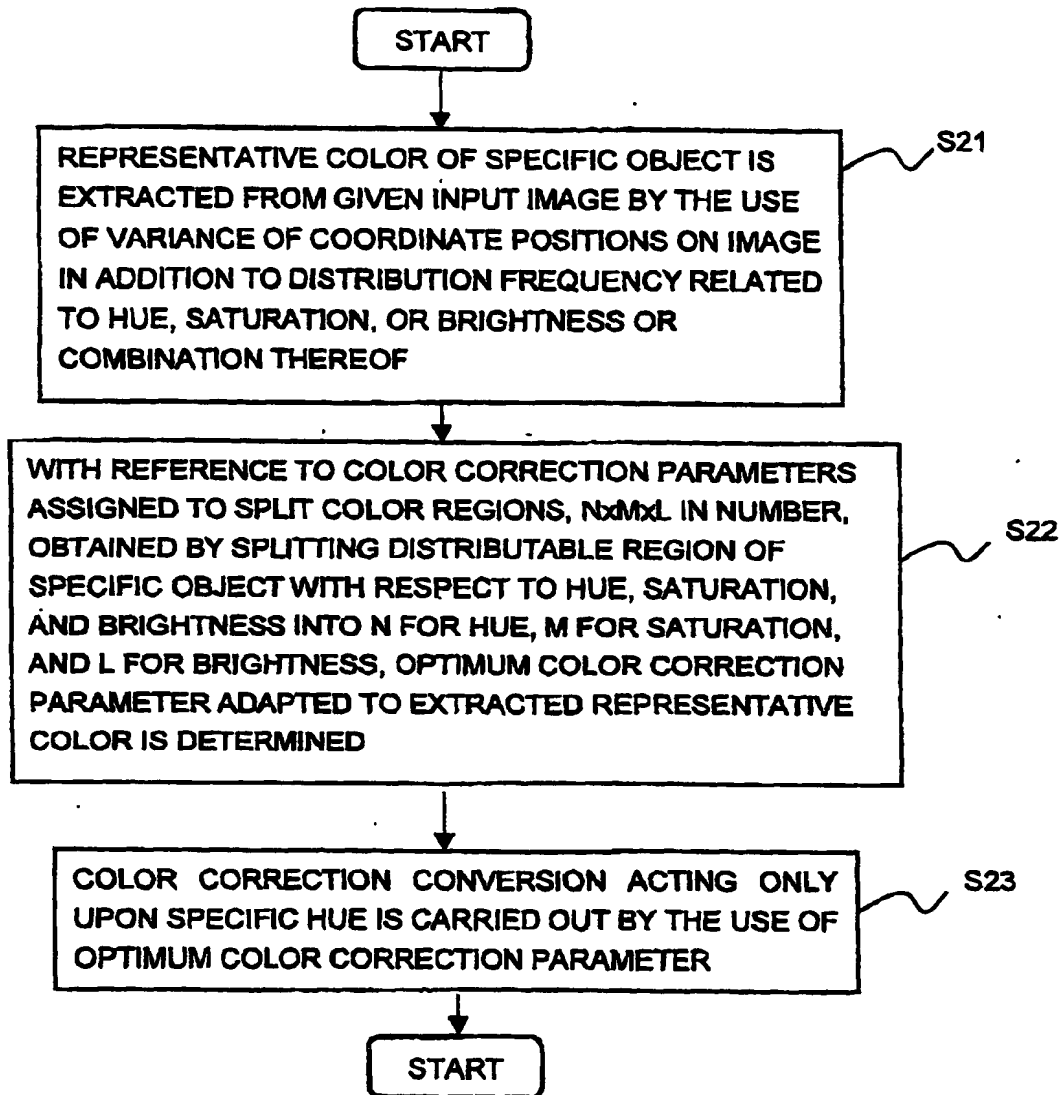 START
REPRESENTATIVE COLOR OF SPECIFIC OBJECT IS
EXTRACTED FROM GIVEN INPUT IMAGE BY THE USE
OF VARIANCE OF COORDINATE POSITIONS ON IMAGE
IN ADDITION TO DISTRIBUTION FREQUENCY RELATED
TO HUE, SATURATION, OR BRIGHTNESS OR
COMBINATION THEREOF
S21
WITH REFERENCE TO COLOR CORRECTION PARAMETERS
ASSIGNED TO SPLIT COLOR REGIONS, NxMxL IN NUMBER,
OBTAINED BY SPLITTING DISTRIBUTABLE REGION OF
SPECIFIC OBJECT WITH RESPECT TO HUE, SATURATION,
AND BRIGHTNESS INTO N FOR HUE, M FOR SATURATION,
AND L FOR BRIGHTNESS, OPTIMUM COLOR CORRECTION
PARAMETER ADAPTED TO EXTRACTED REPRESENTATIVE
COLOR IS DETERMINED
S22
COLOR CORRECTION CONVERSION ACTING ONLY
UPON SPECIFIC HUE IS CARRIED OUT BY THE USE OF
OPTIMUM COLOR CORRECTION PARAMETER
S23
START